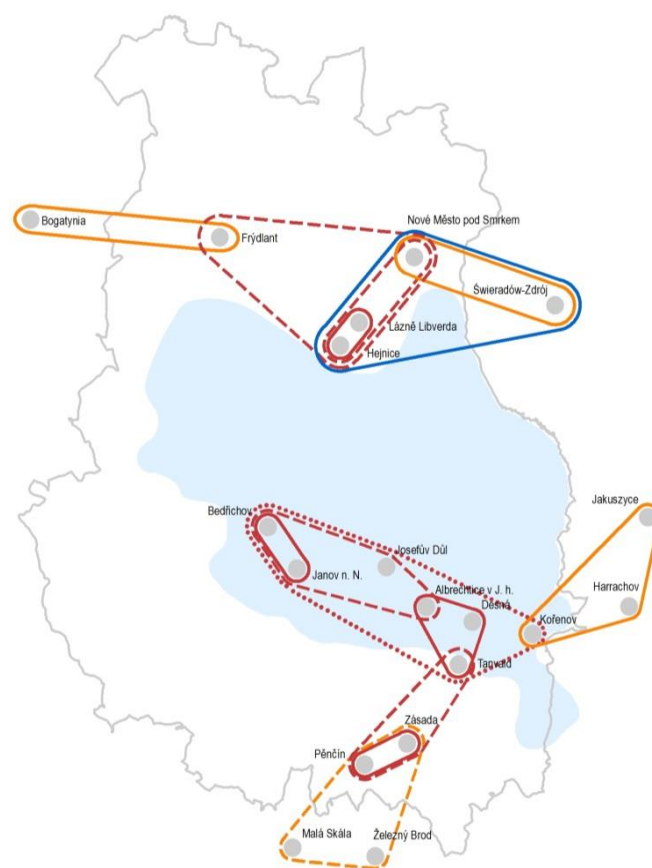 Bogatynia
Frýdlant
Nové Město pod Smrkem
Świeradów-Zdrój
Lázně Libverda
Hejnice
Jakuszyce
Bedřichov
Josefův Důl
Janov n. N.
Albrechtice v J. h.
Harrachov
Desná
Kořenov
Tanvald
Zásada
Pěnčín
Malá Skála
Železný Brod